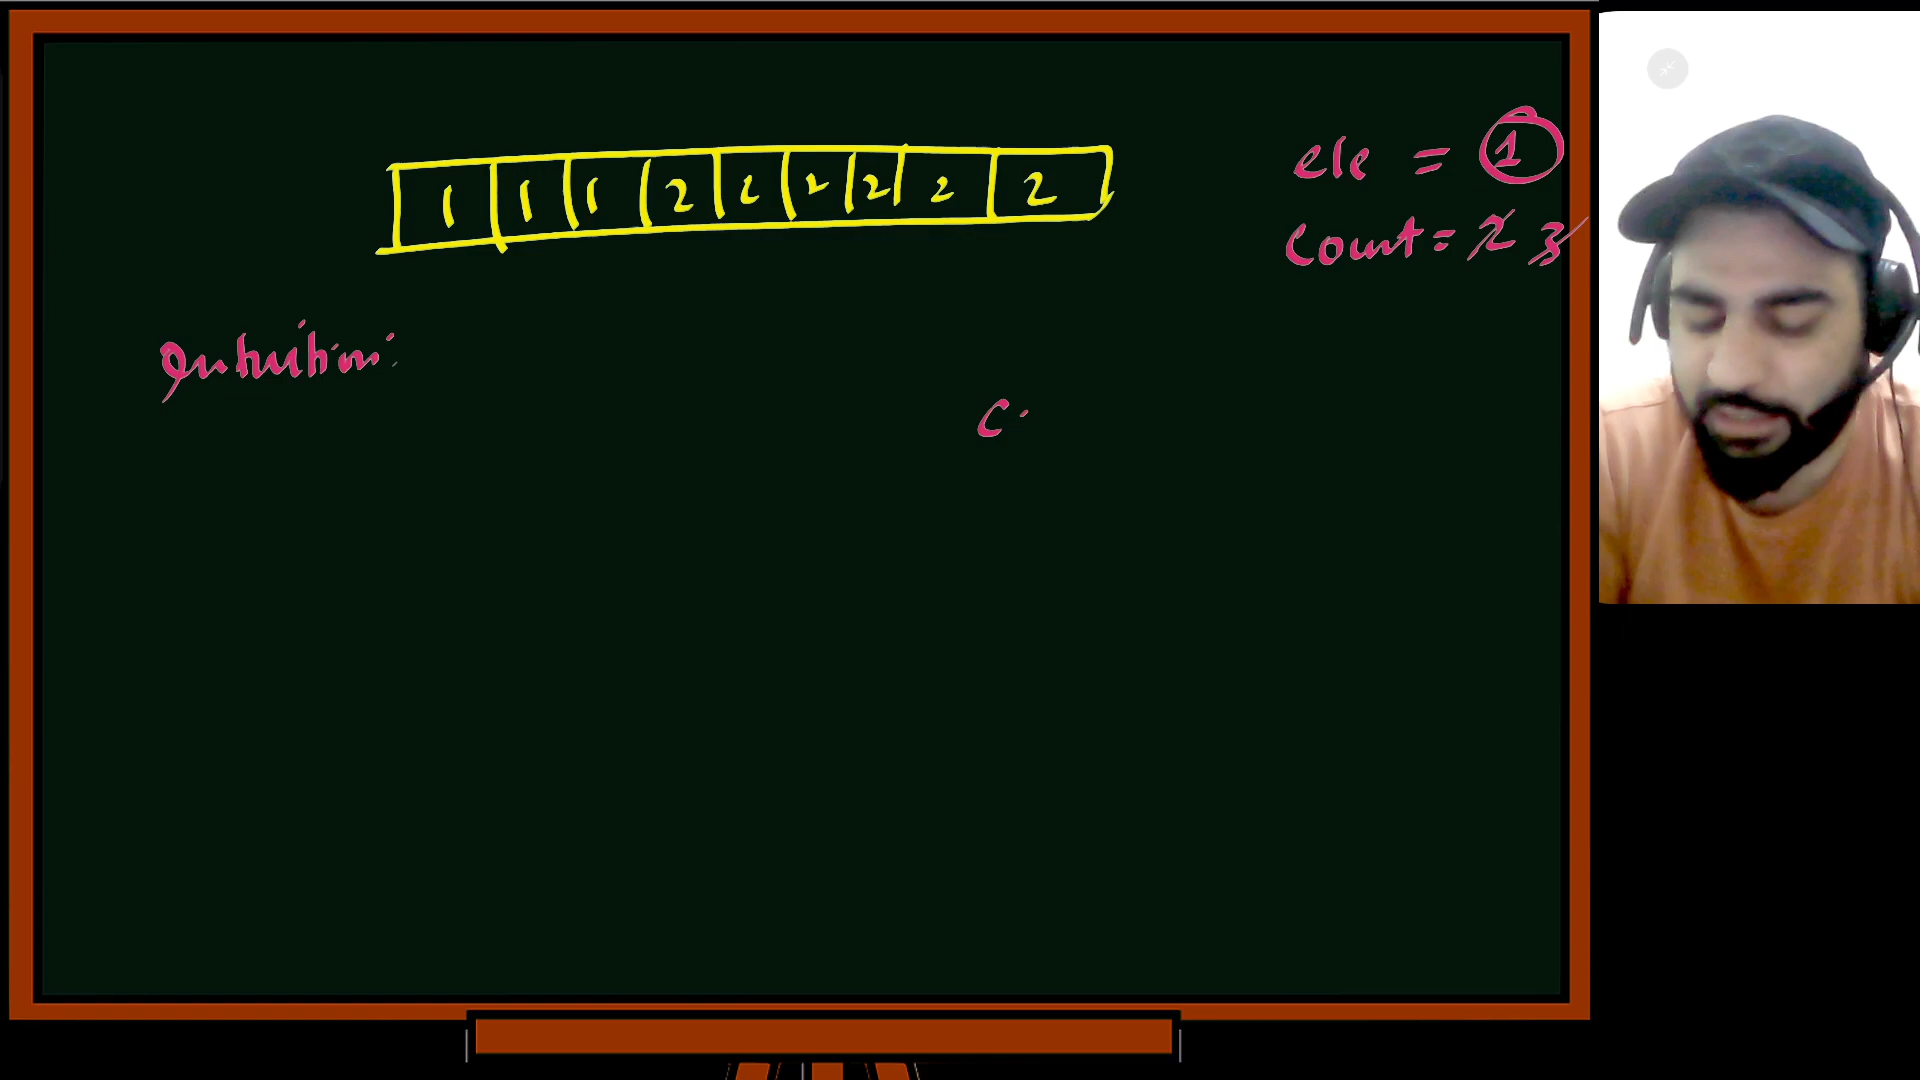 1 1 1 2 2 2 2 2 2
ele = 1
Count = 2 3
Intuition:
C